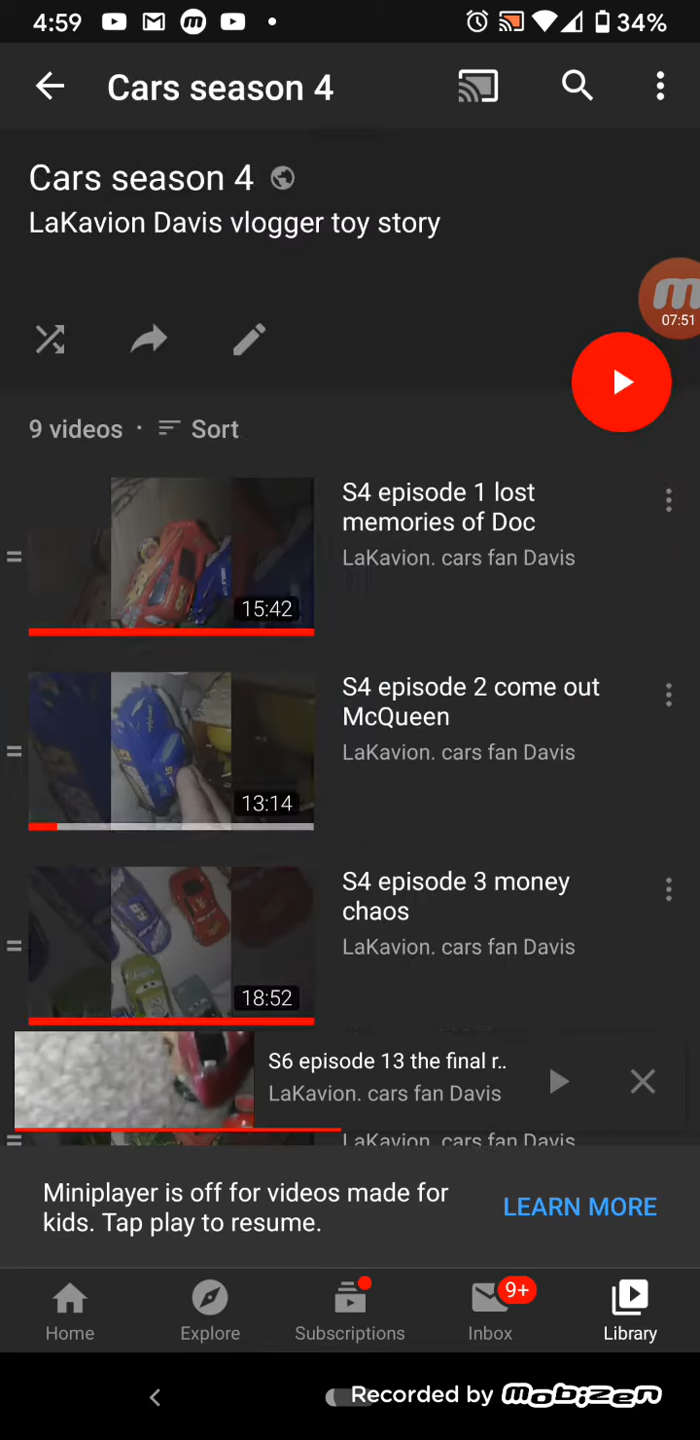 4:59
34%
Cars season 4
Cars season 4
LaKavion Davis vlogger toy story
07:51
9 videos · Sort
S4 episode 1 lost
memories of Doc
LaKavion. cars fan Davis
15:42
S4 episode 2 come out
McQueen
LaKavion. cars fan Davis
13:14
S4 episode 3 money
chaos
LaKavion. cars fan Davis
18:52
S6 episode 13 the final r..
LaKavion. cars fan Davis
LaKavion. cars fan Davis
Miniplayer is off for videos made for
kids. Tap play to resume.
LEARN MORE
9+
Home
Explore
Subscriptions
Inbox
Library
Recorded by mobizen